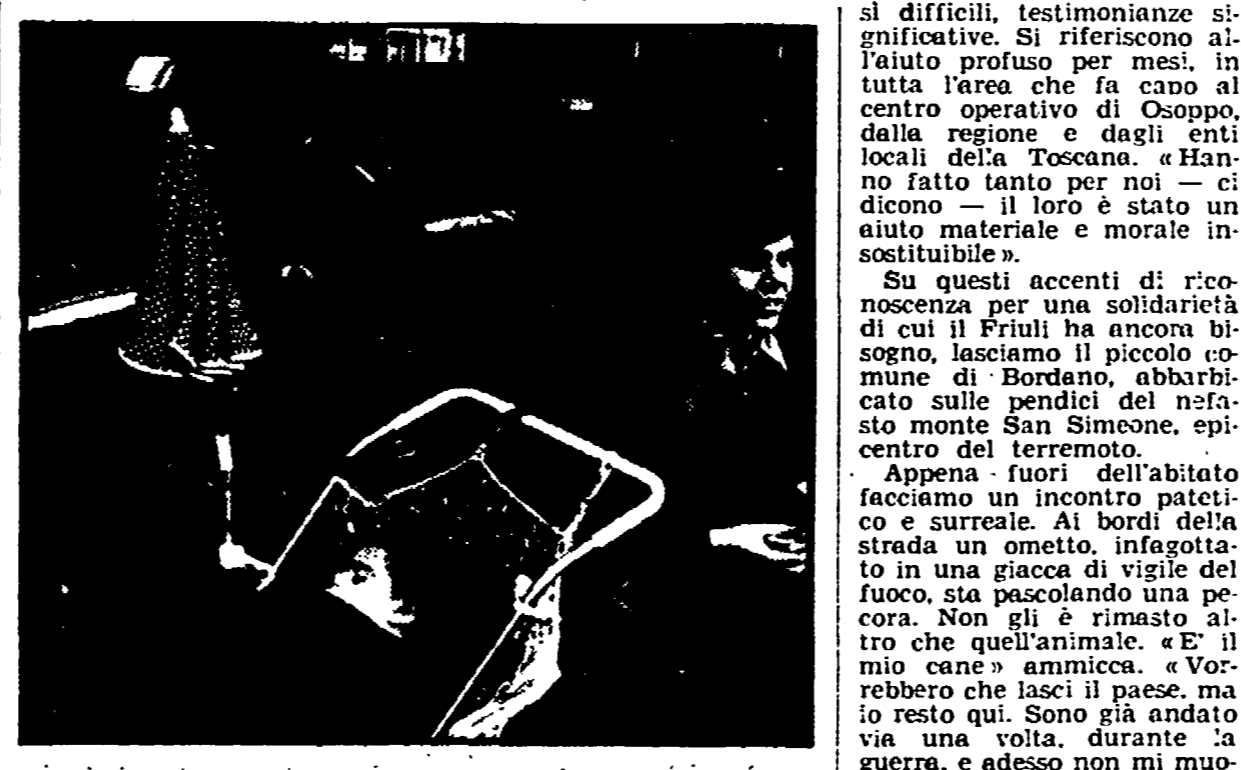 sì difficili, testimonianze si-
gnificative. Si riferiscono al-
l'aiuto profuso per mesi, in
tutta l'area che fa capo al
centro operativo di Osoppo,
dalla regione e dagli enti
locali della Toscana. «Han-
no fatto tanto per noi — ci
dicono — il loro è stato un
aiuto materiale e morale in-
sostituibile».
Su questi accenti di rico-
noscenza per una solidarietà
di cui il Friuli ha ancora bi-
sogno, lasciamo il piccolo co-
mune di Bordano, abbarbi-
cato sulle pendici del nefa-
sto monte San Simeone, epi-
centro del terremoto.
Appena fuori dell'abitato
facciamo un incontro pateti-
co e surreale. Ai bordi della
strada un ometto, infagotta-
to in una giacca di vigile del
fuoco, sta pascolando una pe-
cora. Non gli è rimasto al-
tro che quell'animale. «E' il
mio cane» ammicca. «Vor-
rebbero che lasci il paese, ma
io resto qui. Sono già andato
via una volta, durante la
guerra, e adesso non mi muo-